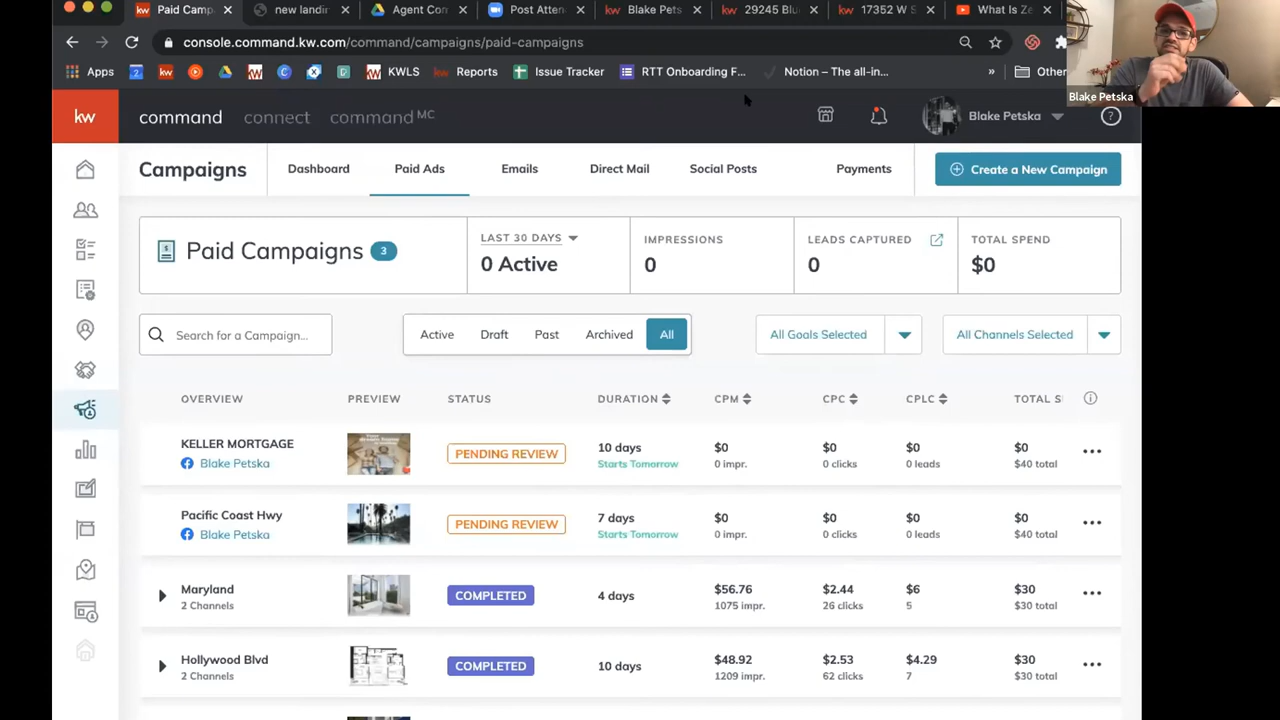 Paid Camp
new landir
Agent Con
Post Atten
Blake Pets
29245 Blu
17352 W S
What Is Ze
console.command.kw.com/command/campaigns/paid-campaigns
Apps
2
KWLS
Reports
Issue Tracker
RTT Onboarding F...
Notion – The all-in...
»
Other
Blake Petska
kw
command
connect
command MC
Blake Petska
?
Campaigns
Dashboard
Paid Ads
Emails
Direct Mail
Social Posts
Payments
Create a New Campaign
Paid Campaigns 3
LAST 30 DAYS
0 Active
IMPRESSIONS
0
LEADS CAPTURED
0
TOTAL SPEND
$0
Search for a Campaign...
Active
Draft
Past
Archived
All
All Goals Selected
All Channels Selected
OVERVIEW
PREVIEW
STATUS
DURATION
CPM
CPC
CPLC
TOTAL S
KELLER MORTGAGE
Blake Petska
PENDING REVIEW
10 days
Starts Tomorrow
$0
0 impr.
$0
0 clicks
$0
0 leads
$0
$40 total
Pacific Coast Hwy
Blake Petska
PENDING REVIEW
7 days
Starts Tomorrow
$0
0 impr.
$0
0 clicks
$0
0 leads
$0
$40 total
Maryland
2 Channels
COMPLETED
4 days
$56.76
1075 impr.
$2.44
26 clicks
$6
5
$30
$30 total
Hollywood Blvd
2 Channels
COMPLETED
10 days
$48.92
1209 impr.
$2.53
62 clicks
$4.29
7
$30
$30 total